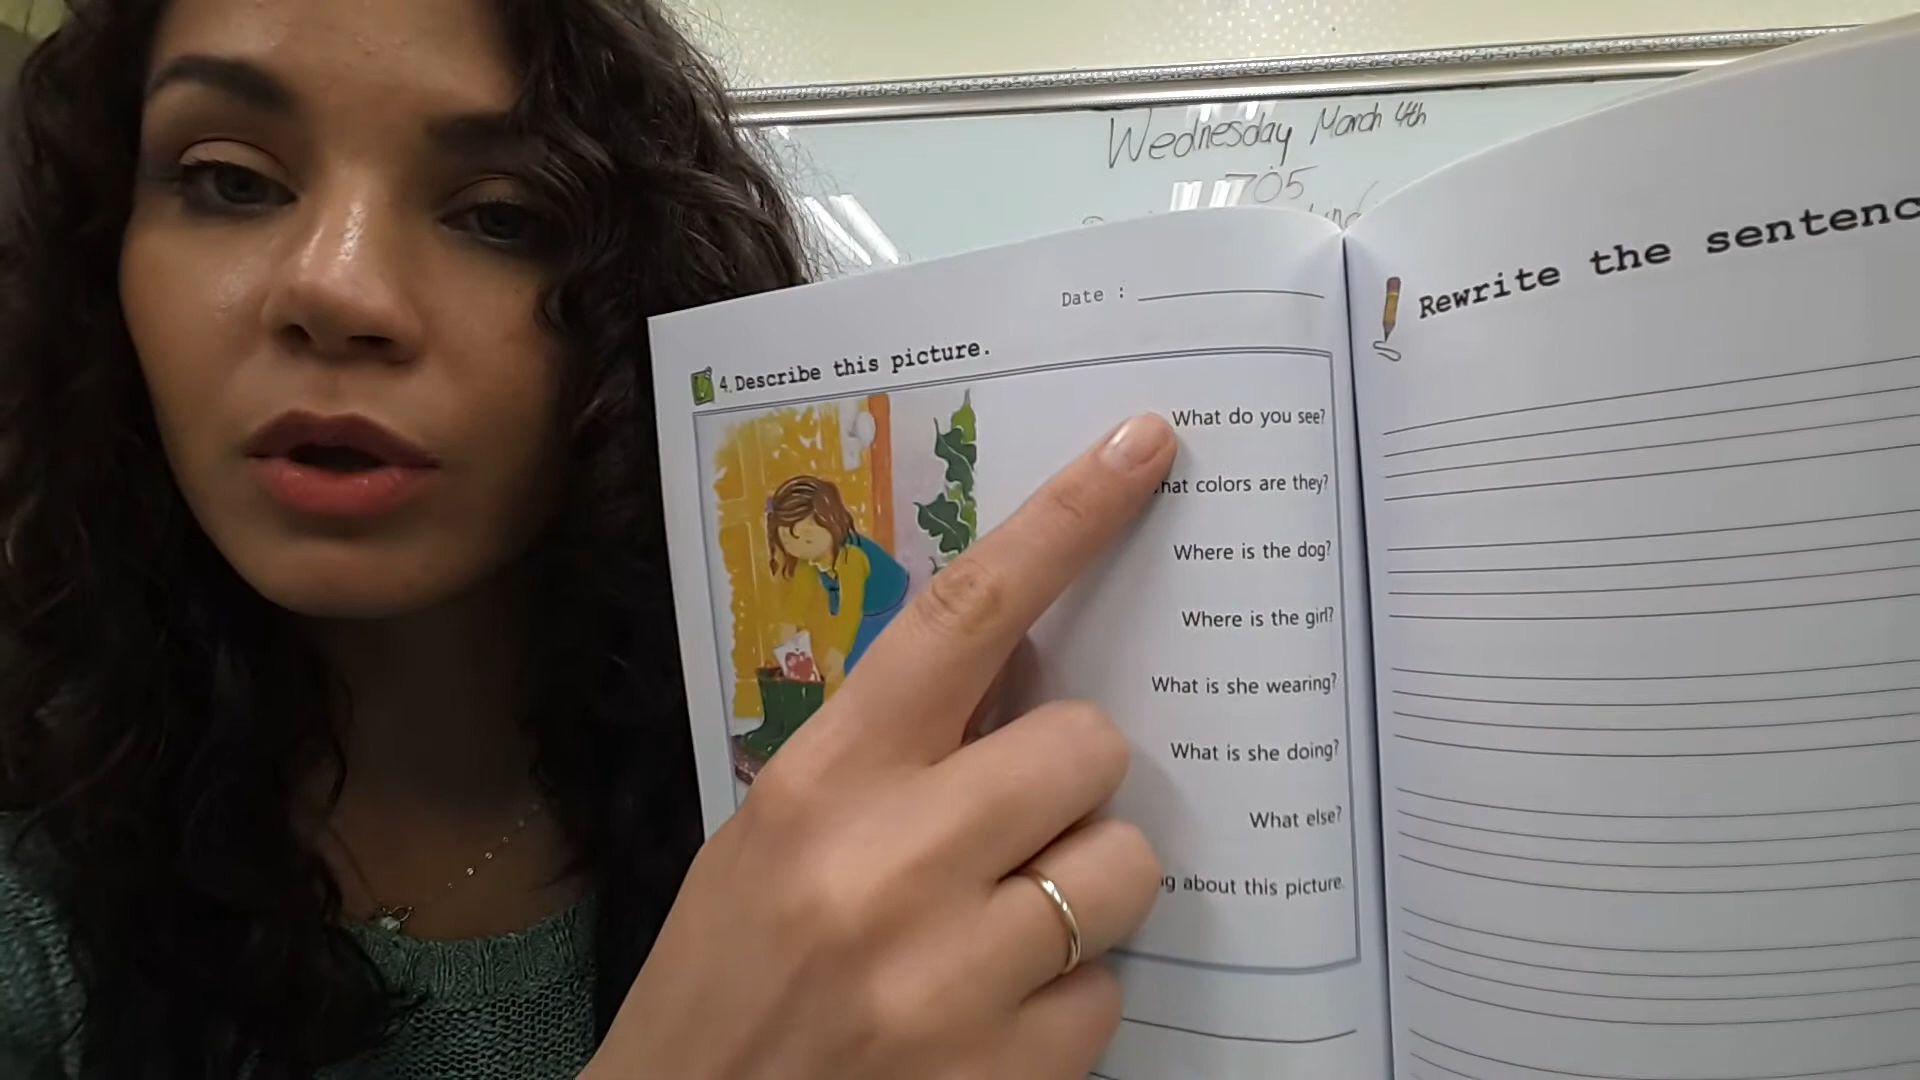 Wednesday March 4th
705
Date :
4. Describe this picture.
What do you see?
hat colors are they?
Where is the dog?
Where is the girl?
What is she wearing?
What is she doing?
What else?
g about this picture.
Rewrite the sentenc